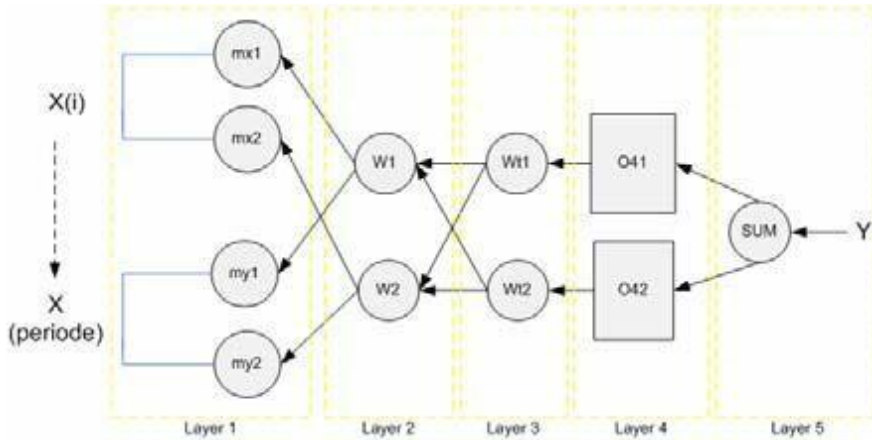 mx1
X(i)
mx2
W1
Wt1
O41
SUM
Y
my1
W2
Wt2
O42
X
(periode)
my2
Layer 1
Layer 2
Layer 3
Layer 4
Layer 5